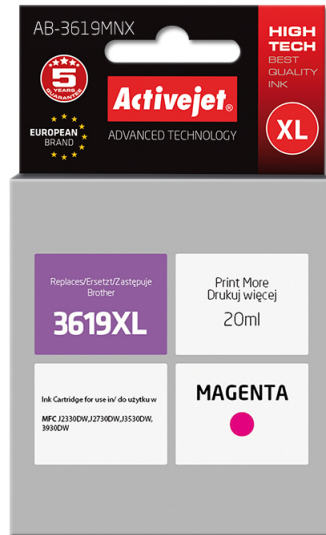 AB-3619MNX
HIGH
TECH
BEST
QUALITY
INK
5
YEARS
GUARANTEE
Activejet®
EUROPEAN
BRAND
ADVANCED TECHNOLOGY
XL
Replaces/Ersetzt/Zastępuje
Brother
3619XL
Print More
Drukuj więcej
20ml
Ink Cartridge for use in/ do użytku w
MFC J2330DW,J2730DW,J3530DW,
3930DW
MAGENTA